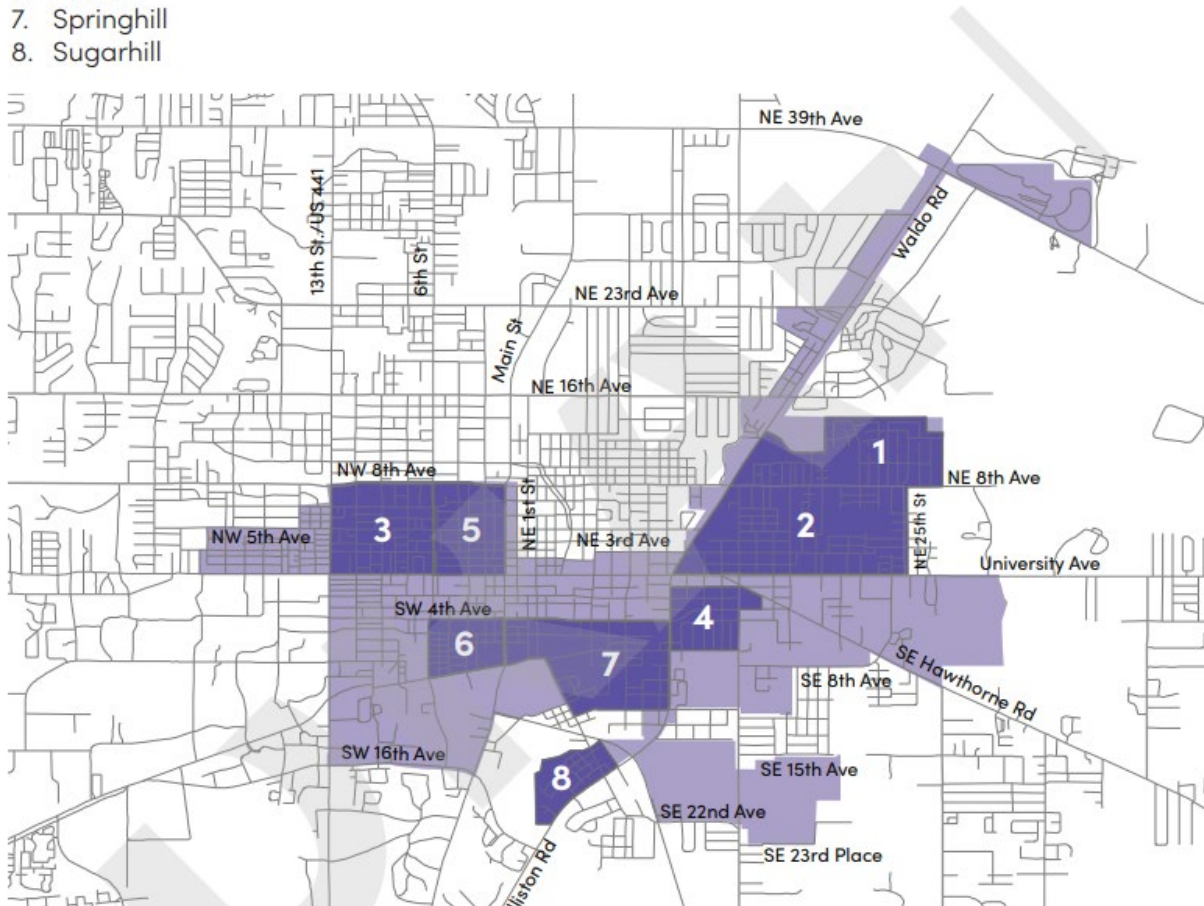 7. Springhill
8. Sugarhill
NE 39th Ave
13th St./US 441
6th St
Waldo Rd
NE 23rd Ave
Main St
NE 16th Ave
1
NW 8th Ave
NE 8th Ave
3
5
NE 1st St
2
NE 25th St
NW 5th Ave
NE 3rd Ave
University Ave
SW 4th Ave
4
6
7
SE Hawthorne Rd
SE 8th Ave
SW 16th Ave
8
SE 15th Ave
SE 22nd Ave
SE 23rd Place
lliston Rd